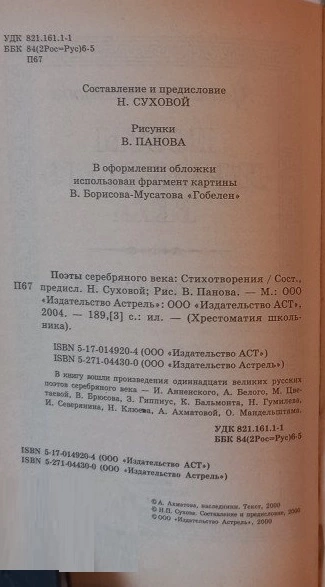 УДК 821.161.1-1
ББК 84(2Рос=Рус)6-5
П67
Составление и предисловие
Н. СУХОВОЙ
Рисунки
В. ПАНОВА
В оформлении обложки
использован фрагмент картины
В. Борисова-Мусатова «Гобелен»
Поэты серебряного века: Стихотворения / Сост.,
П67 предисл. Н. Суховой; Рис. В. Панова. — М.: ООО
«Издательство Астрель»: ООО «Издательство АСТ»,
2004. — 189,[3] с.: ил. — (Хрестоматия школь-
ника).
ISBN 5-17-014920-4 (ООО «Издательство АСТ»)
ISBN 5-271-04430-0 (ООО «Издательство Астрель»)
В книгу вошли произведения одиннадцати великих русских
поэтов серебряного века — И. Анненского, А. Белого, М. Цве-
таевой, В. Брюсова, З. Гиппиус, К. Бальмонта, Н. Гумилева,
И. Северянина, Н. Клюева, А. Ахматовой, О. Мандельштама.
УДК 821.161.1-1
ББК 84(2Рос=Рус)6-5
ISBN 5-17-014920-4 (ООО «Издательство АСТ»)
ISBN 5-271-04430-0 (ООО «Издательство Астрель»)
© А. Ахматова, наследники. Текст, 2000
© Н.П. Сухова. Составление и предисловие, 2000
© ООО «Издательство Астрель», 2000